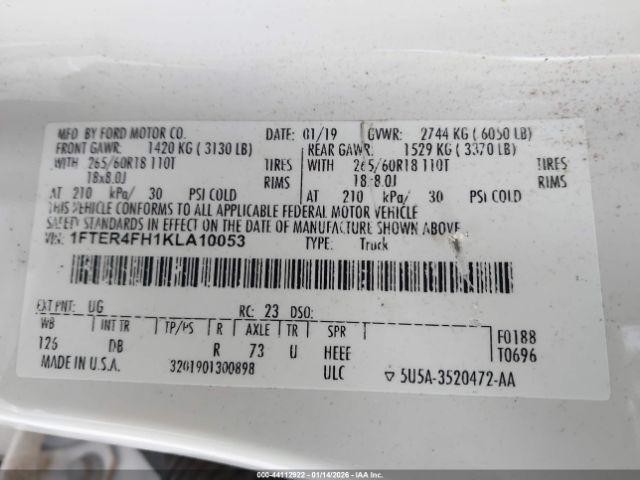 MFD BY FORD MOTOR CO. DATE: 01/19 GVWR: 2744 KG ( 6050 LB)
FRONT GAWR: 1420 KG ( 3130 LB) REAR GAWR: 1529 KG ( 3370 LB)
WITH 265/60R18 110T TIRES WITH 265/60R18 110T TIRES
18x8.0J RIMS 18x8.0J RIMS
AT 210 kPa/ 30 PSI COLD AT 210 kPa/ 30 PSI COLD
THIS VEHICLE CONFORMS TO ALL APPLICABLE FEDERAL MOTOR VEHICLE
SAFETY STANDARDS IN EFFECT ON THE DATE OF MANUFACTURE SHOWN ABOVE.
VIN: 1FTER4FH1KLA10053 TYPE: Truck
EXT PNT: UG RC: 23 DSO:
WB INT TR TP/PS R AXLE TR SPR F0188
126 DB R 73 U HEEE T0696
MADE IN U.S.A. 3201901300898 ULC ▽ 5U5A-3520472-AA
000-44112922 | 01/14/2026 | IAA Inc.